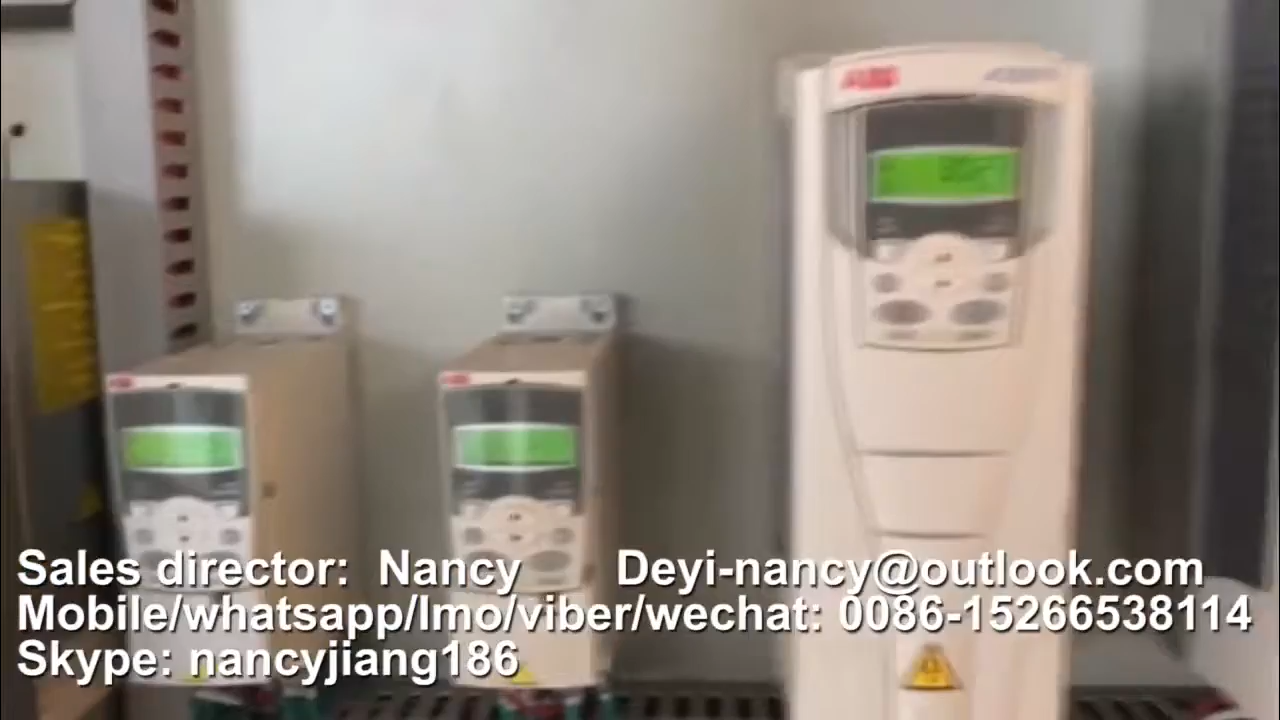 ABB
Sales director: Nancy Deyi-nancy@outlook.com
Mobile/whatsapp/Imo/viber/wechat: 0086-15266538114
Skype: nancyjiang186